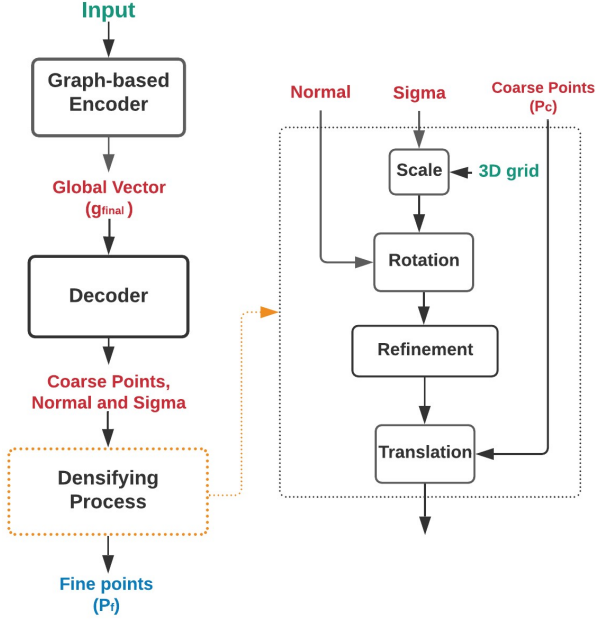 Input
Graph-based
Encoder
Global Vector
(gfinal )
Decoder
Coarse Points,
Normal and Sigma
Densifying
Process
Fine points
(Pf)
Normal
Sigma
Coarse Points
(Pc)
Scale
3D grid
Rotation
Refinement
Translation